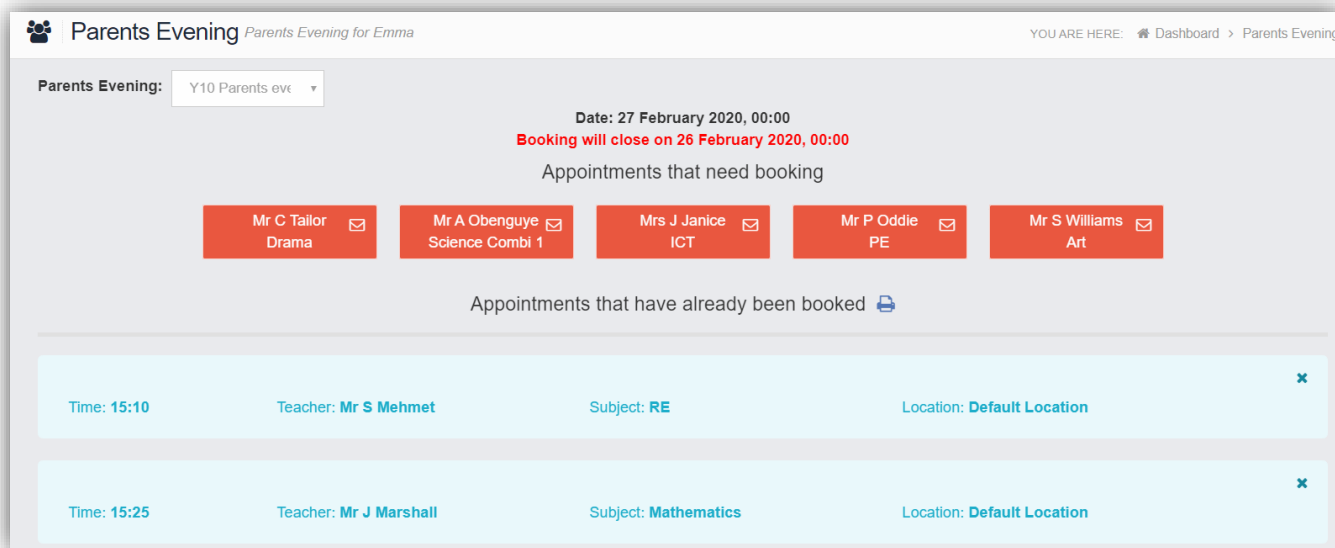 Parents Evening Parents Evening for Emma
YOU ARE HERE: Dashboard > Parents Evening
Parents Evening: Y10 Parents eve
Date: 27 February 2020, 00:00
Booking will close on 26 February 2020, 00:00
Appointments that need booking
Mr C Tailor
Drama
Mr A Obenguye
Science Combi 1
Mrs J Janice
ICT
Mr P Oddie
PE
Mr S Williams
Art
Appointments that have already been booked
Time: 15:10 Teacher: Mr S Mehmet Subject: RE Location: Default Location
Time: 15:25 Teacher: Mr J Marshall Subject: Mathematics Location: Default Location